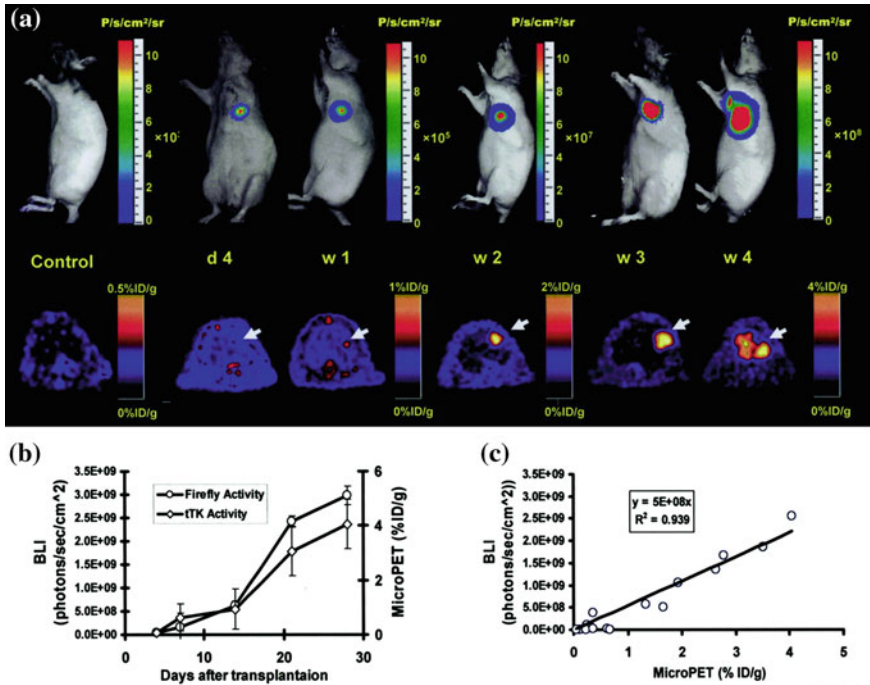 (a)
P/s/cm²/sr P/s/cm²/sr P/s/cm²/sr P/s/cm²/sr
10 10 10 10
8 8 8 8
×10 ×10⁵ ×10⁷ ×10⁸
6 6 6 6
4 4 4 4
2 2 2 2
0 0 0 0
Control d 4 w 1 w 2 w 3 w 4
0.5%ID/g 1%ID/g 2%ID/g 4%ID/g
0%ID/g 0%ID/g 0%ID/g 0%ID/g
(b)
BLI
(photons/sec/cm^2)
3.5E+09
3.0E+09
2.5E+09
2.0E+09
1.5E+09
1.0E+09
5.0E+08
0.0E+00
Firefly Activity
tTK Activity
6
4
2
0
MicroPET (%ID/g)
0 10 20 30
Days after transplantaion
(c)
BLI
(photons/sec/cm^2))
3.5E+09
3.0E+09
2.5E+09
2.0E+09
1.5E+09
1.0E+09
5.0E+08
0.0E+00
y = 5E+08x
R² = 0.939
0 1 2 3 4 5
MicroPET (% ID/g)